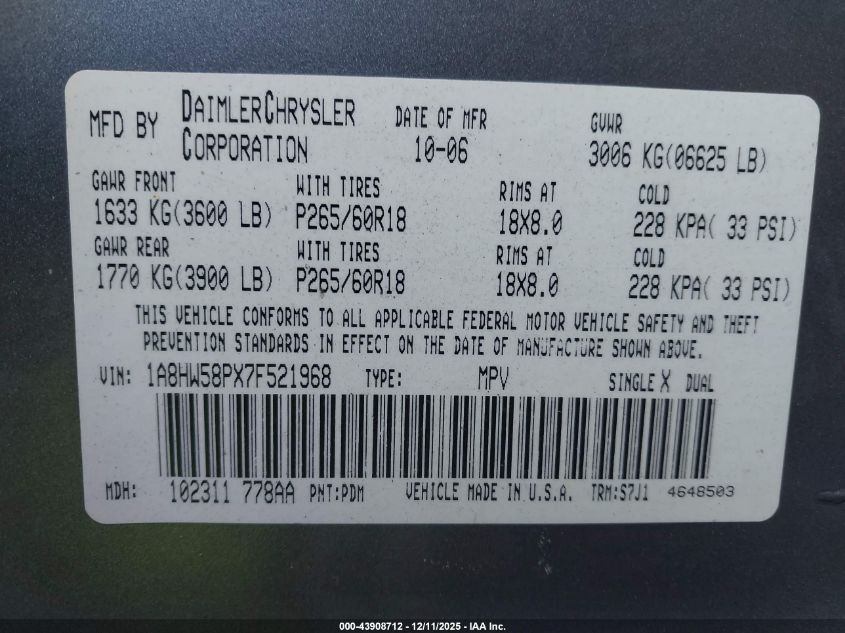 MFD BY DAIMLERCHRYSLER CORPORATION DATE OF MFR 10-06 GVWR 3006 KG(06625 LB)
GAWR FRONT WITH TIRES RIMS AT COLD
1633 KG(3600 LB) P265/60R18 18X8.0 228 KPA( 33 PSI)
GAWR REAR WITH TIRES RIMS AT COLD
1770 KG(3900 LB) P265/60R18 18X8.0 228 KPA( 33 PSI)
THIS VEHICLE CONFORMS TO ALL APPLICABLE FEDERAL MOTOR VEHICLE SAFETY AND THEFT
PREVENTION STANDARDS IN EFFECT ON THE DATE OF MANUFACTURE SHOWN ABOVE.
VIN: 1A8HW58PX7F521968 TYPE: MPV SINGLE X DUAL
MDH: 102311 778AA PNT:PDM VEHICLE MADE IN U.S.A. TRM:S7J1 4648503
000-43908712 - 12/11/2025 - IAA Inc.